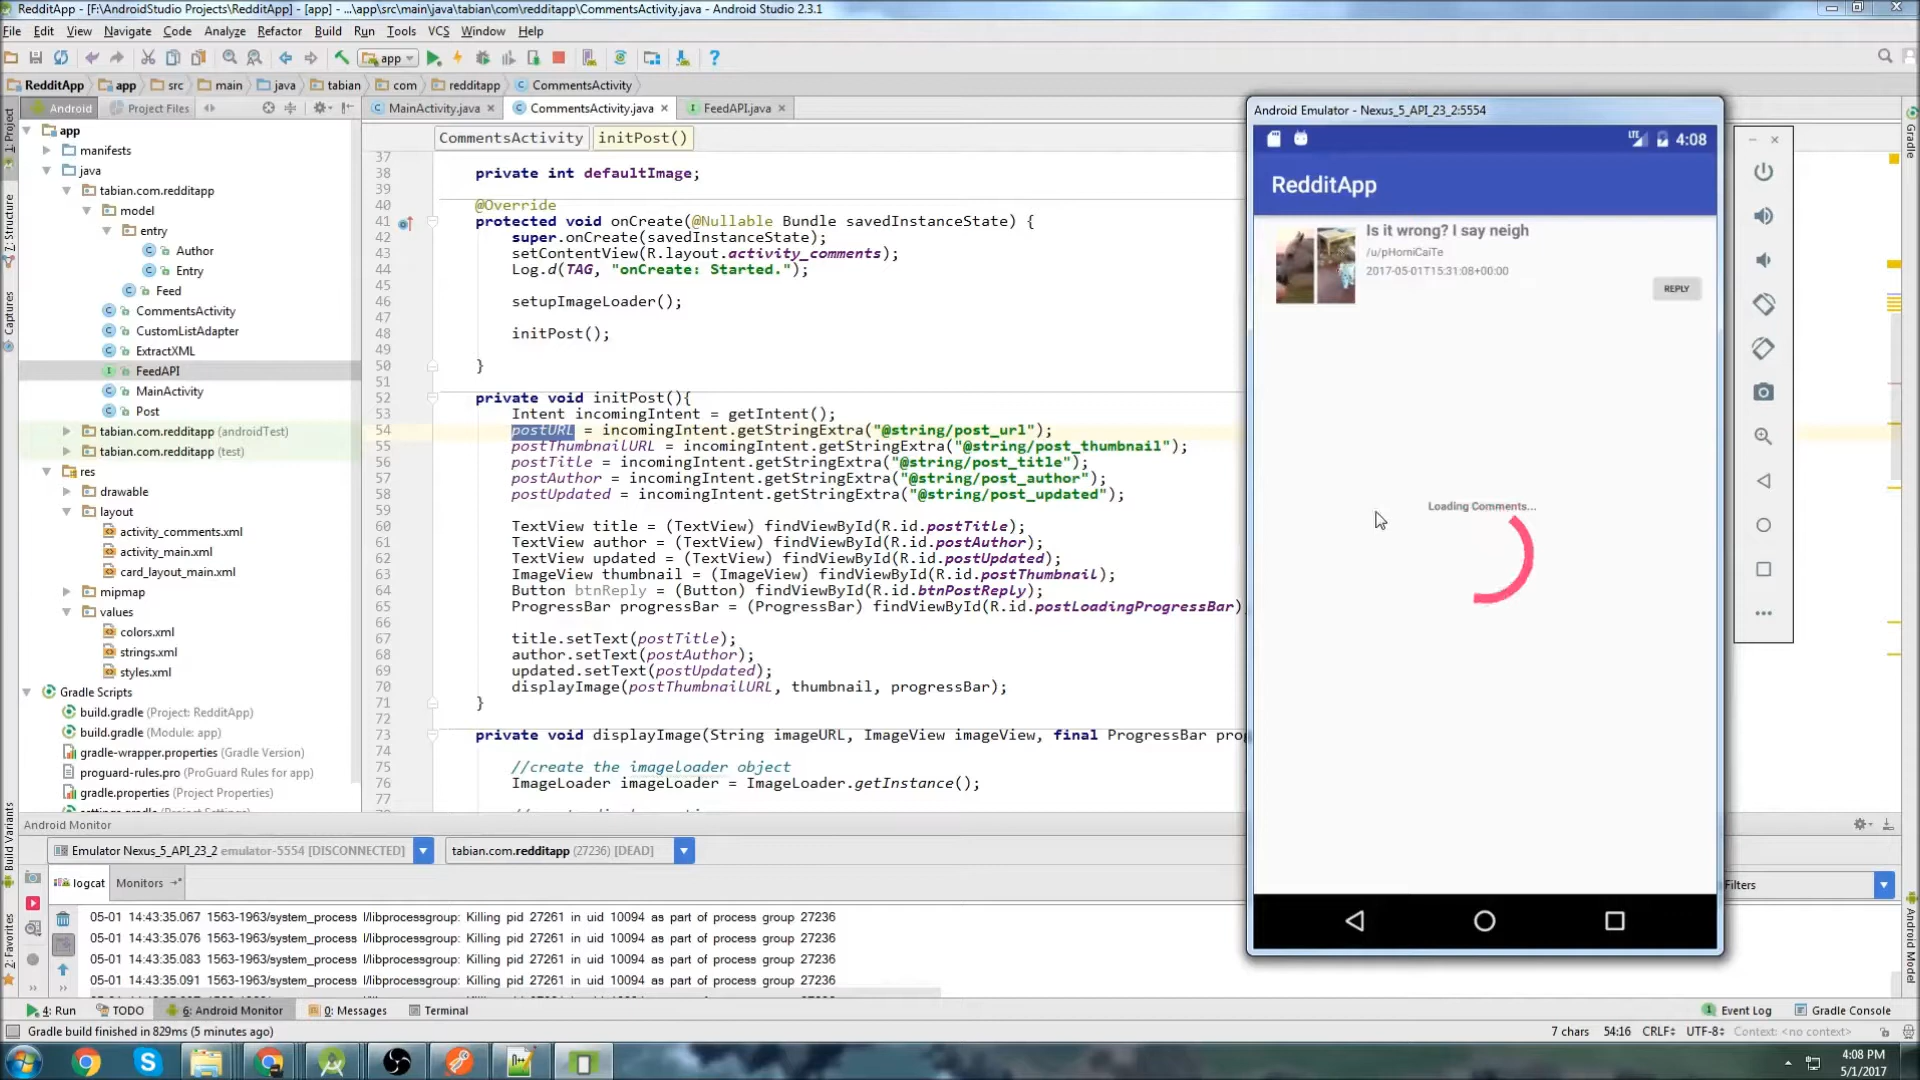 RedditApp - [F:\AndroidStudio Projects\RedditApp] - [app] - ...\app\src\main\java\tabian\com\redditapp\CommentsActivity.java - Android Studio 2.3.1
File Edit View Navigate Code Analyze Refactor Build Run Tools VCS Window Help
app
RedditApp app src main java tabian com redditapp CommentsActivity
Android Project Files
MainActivity.java CommentsActivity.java FeedAPI.java
CommentsActivity initPost()
1: Project
7: Structure
Captures
Build Variants
2: Favorites
Gradle
Android Model
app
manifests
java
tabian.com.redditapp
model
entry
Author
Entry
Feed
CommentsActivity
CustomListAdapter
ExtractXML
FeedAPI
MainActivity
Post
tabian.com.redditapp (androidTest)
tabian.com.redditapp (test)
res
drawable
layout
activity_comments.xml
activity_main.xml
card_layout_main.xml
mipmap
values
colors.xml
strings.xml
styles.xml
Gradle Scripts
build.gradle (Project: RedditApp)
build.gradle (Module: app)
gradle-wrapper.properties (Gradle Version)
proguard-rules.pro (ProGuard Rules for app)
gradle.properties (Project Properties)
37
38 private int defaultImage;
39
40 @Override
41 protected void onCreate(@Nullable Bundle savedInstanceState) {
42 super.onCreate(savedInstanceState);
43 setContentView(R.layout.activity_comments);
44 Log.d(TAG, "onCreate: Started.");
45
46 setupImageLoader();
47
48 initPost();
49
50 }
51
52 private void initPost(){
53 Intent incomingIntent = getIntent();
54 postURL = incomingIntent.getStringExtra("@string/post_url");
55 postThumbnailURL = incomingIntent.getStringExtra("@string/post_thumbnail");
56 postTitle = incomingIntent.getStringExtra("@string/post_title");
57 postAuthor = incomingIntent.getStringExtra("@string/post_author");
58 postUpdated = incomingIntent.getStringExtra("@string/post_updated");
59
60 TextView title = (TextView) findViewById(R.id.postTitle);
61 TextView author = (TextView) findViewById(R.id.postAuthor);
62 TextView updated = (TextView) findViewById(R.id.postUpdated);
63 ImageView thumbnail = (ImageView) findViewById(R.id.postThumbnail);
64 Button btnReply = (Button) findViewById(R.id.btnPostReply);
65 ProgressBar progressBar = (ProgressBar) findViewById(R.id.postLoadingProgressBar)
66
67 title.setText(postTitle);
68 author.setText(postAuthor);
69 updated.setText(postUpdated);
70 displayImage(postThumbnailURL, thumbnail, progressBar);
71 }
72
73 private void displayImage(String imageURL, ImageView imageView, final ProgressBar prog
74
75 //create the imageloader object
76 ImageLoader imageLoader = ImageLoader.getInstance();
77
Android Emulator - Nexus_5_API_23_2:5554
LTE 4:08
RedditApp
Is it wrong? I say neigh
/u/pHorniCaiTe
2017-05-01T15:31:08+00:00
REPLY
Loading Comments...
Android Monitor
Emulator Nexus_5_API_23_2 emulator-5554 [DISCONNECTED] tabian.com.redditapp (27236) [DEAD]
logcat Monitors
Filters
05-01 14:43:35.067 1563-1963/system_process I/libprocessgroup: Killing pid 27261 in uid 10094 as part of process group 27236
05-01 14:43:35.076 1563-1963/system_process I/libprocessgroup: Killing pid 27261 in uid 10094 as part of process group 27236
05-01 14:43:35.083 1563-1963/system_process I/libprocessgroup: Killing pid 27261 in uid 10094 as part of process group 27236
05-01 14:43:35.091 1563-1963/system_process I/libprocessgroup: Killing pid 27261 in uid 10094 as part of process group 27236
4: Run TODO 6: Android Monitor 0: Messages Terminal 1 Event Log Gradle Console
Gradle build finished in 829ms (5 minutes ago) 7 chars 54:16 CRLF UTF-8 Context: <no context>
4:08 PM
5/1/2017